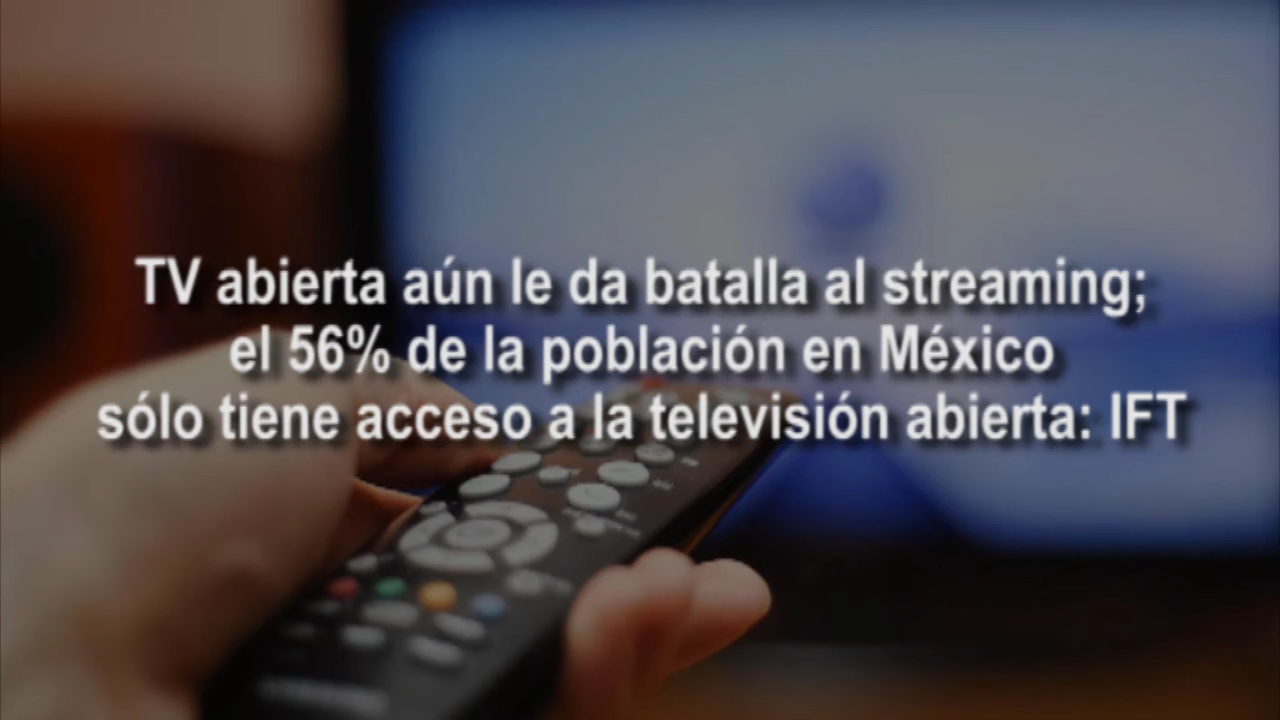 TV abierta aún le da batalla al streaming;
el 56% de la población en México
sólo tiene acceso a la televisión abierta: IFT